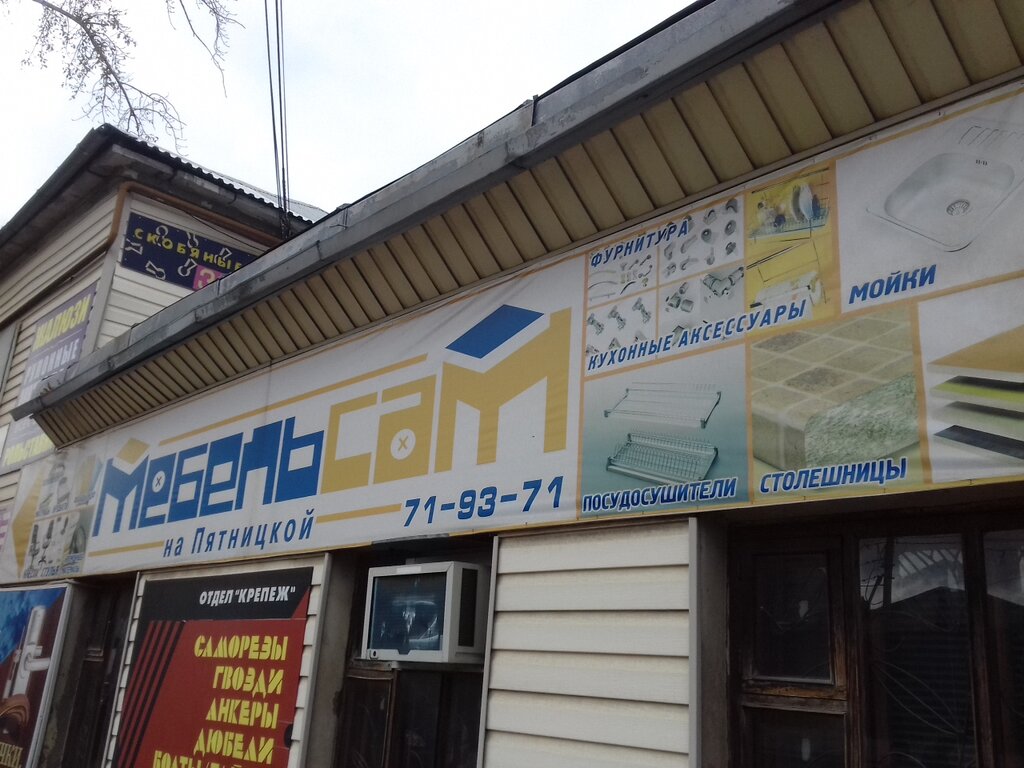 СКОБЯНЫЕ
ЖАЛЮЗИ
МебельСаМ
на Пятницкой
71-93-71
ФУРНИТУРА
КУХОННЫЕ АКСЕССУАРЫ
МОЙКИ
ПОСУДОСУШИТЕЛИ
СТОЛЕШНИЦЫ
ОТДЕЛ "КРЕПЕЖ"
САМОРЕЗЫ
ГВОЗДИ
АНКЕРЫ
ДЮБЕЛИ